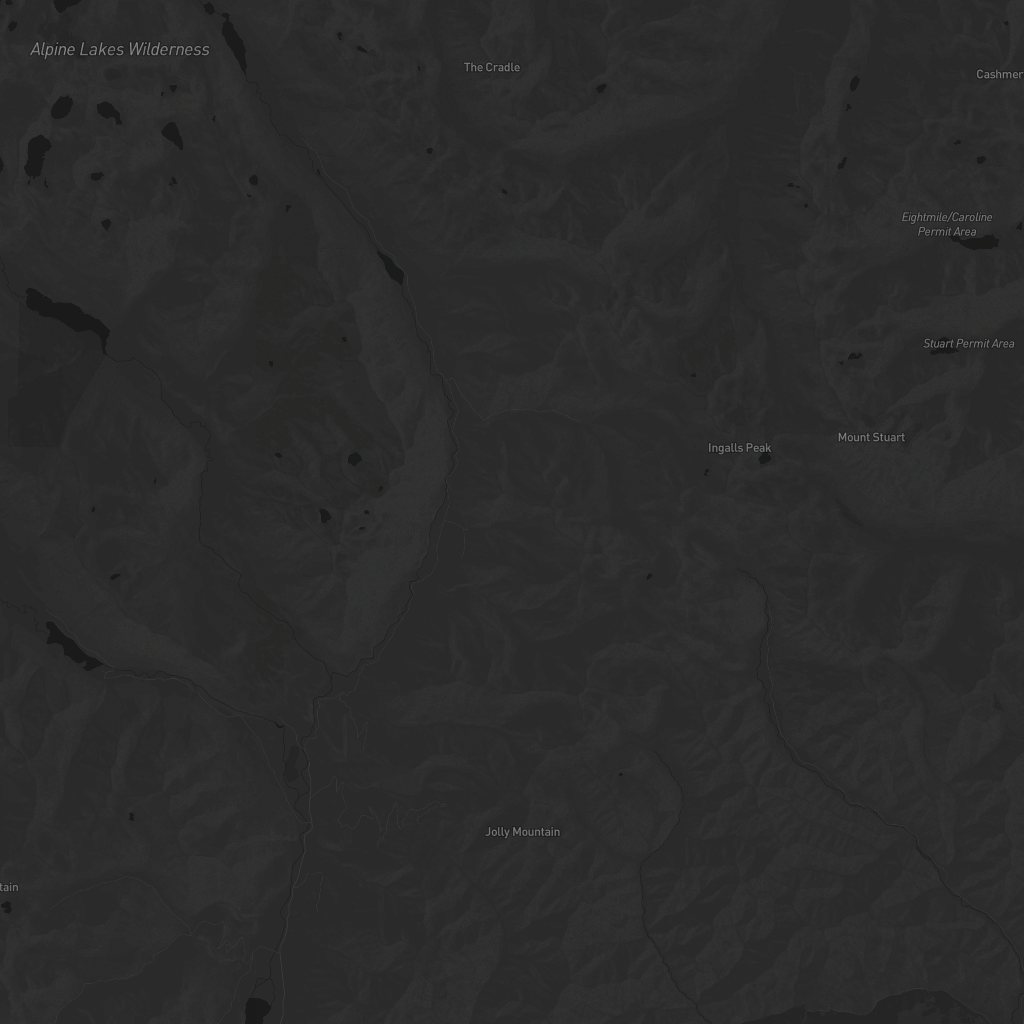 Alpine Lakes Wilderness
The Cradle
Cashmer
Eightmile/Caroline
Permit Area
Stuart Permit Area
Mount Stuart
Ingalls Peak
Jolly Mountain
tain